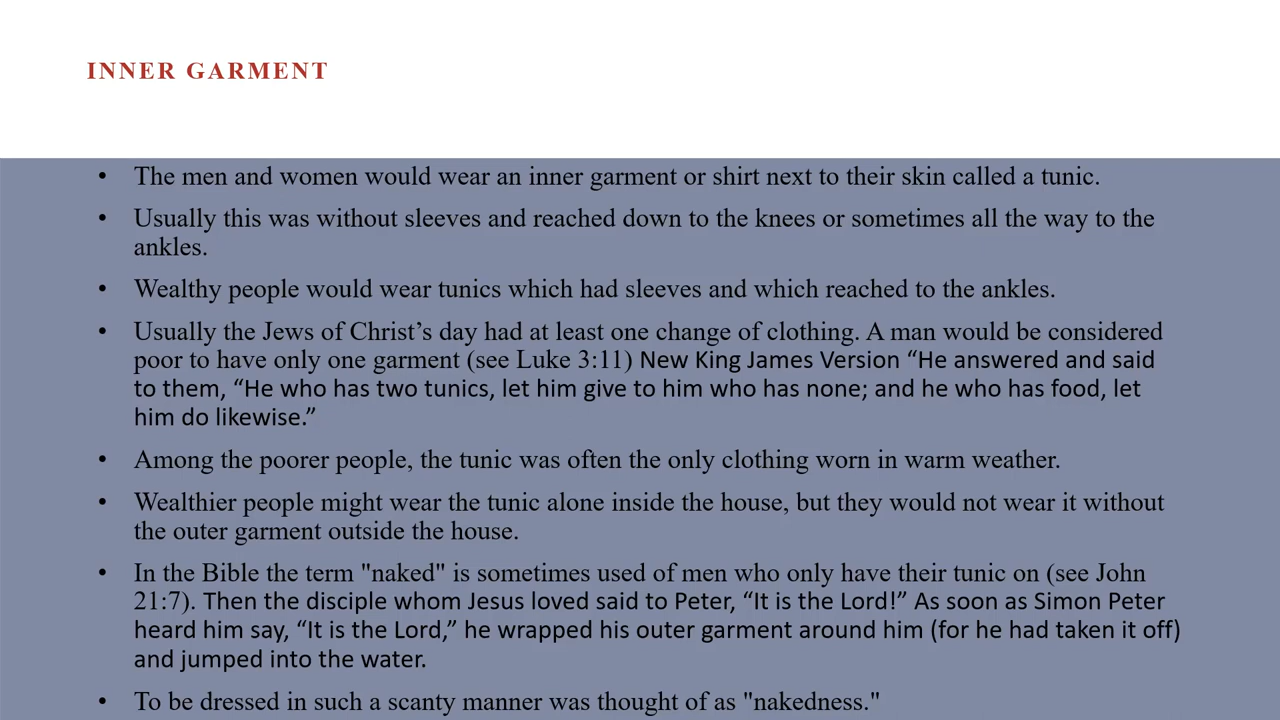 INNER GARMENT
• The men and women would wear an inner garment or shirt next to their skin called a tunic.
• Usually this was without sleeves and reached down to the knees or sometimes all the way to the
ankles.
• Wealthy people would wear tunics which had sleeves and which reached to the ankles.
• Usually the Jews of Christ’s day had at least one change of clothing. A man would be considered
poor to have only one garment (see Luke 3:11) New King James Version “He answered and said
to them, “He who has two tunics, let him give to him who has none; and he who has food, let
him do likewise.”
• Among the poorer people, the tunic was often the only clothing worn in warm weather.
• Wealthier people might wear the tunic alone inside the house, but they would not wear it without
the outer garment outside the house.
• In the Bible the term "naked" is sometimes used of men who only have their tunic on (see John
21:7). Then the disciple whom Jesus loved said to Peter, “It is the Lord!” As soon as Simon Peter
heard him say, “It is the Lord,” he wrapped his outer garment around him (for he had taken it off)
and jumped into the water.
• To be dressed in such a scanty manner was thought of as "nakedness."